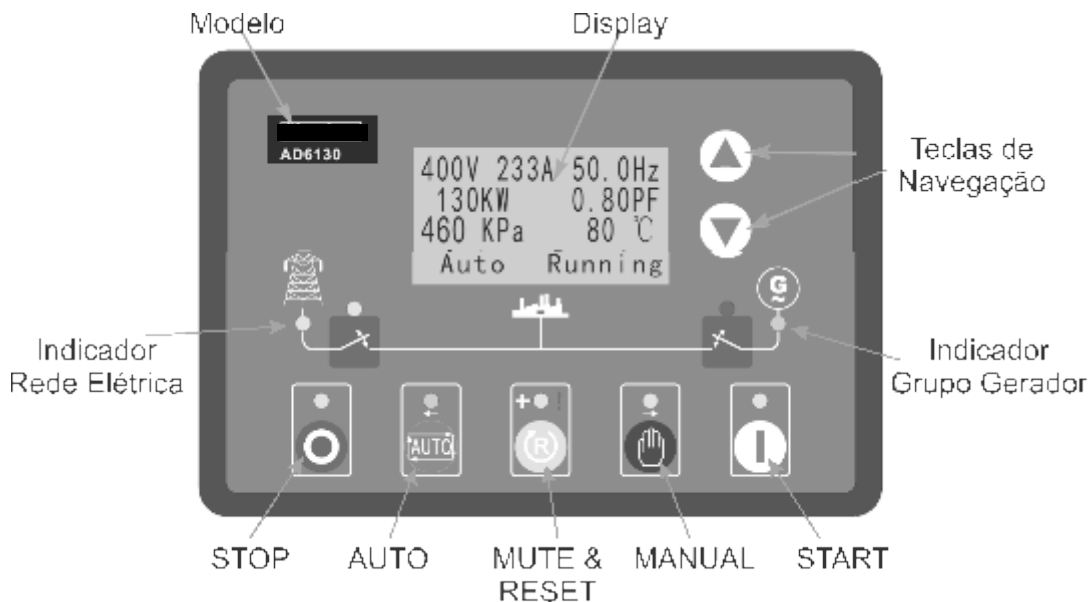 Modelo
Display
AD6130
400V 233A 50.0Hz
130KW 0.80PF
460 KPa 80 ℃
Auto Running
Teclas de
Navegação
G
~
Indicador
Rede Elétrica
Indicador
Grupo Gerador
+ !
AUTO
R
STOP
AUTO
MUTE &
RESET
MANUAL
START